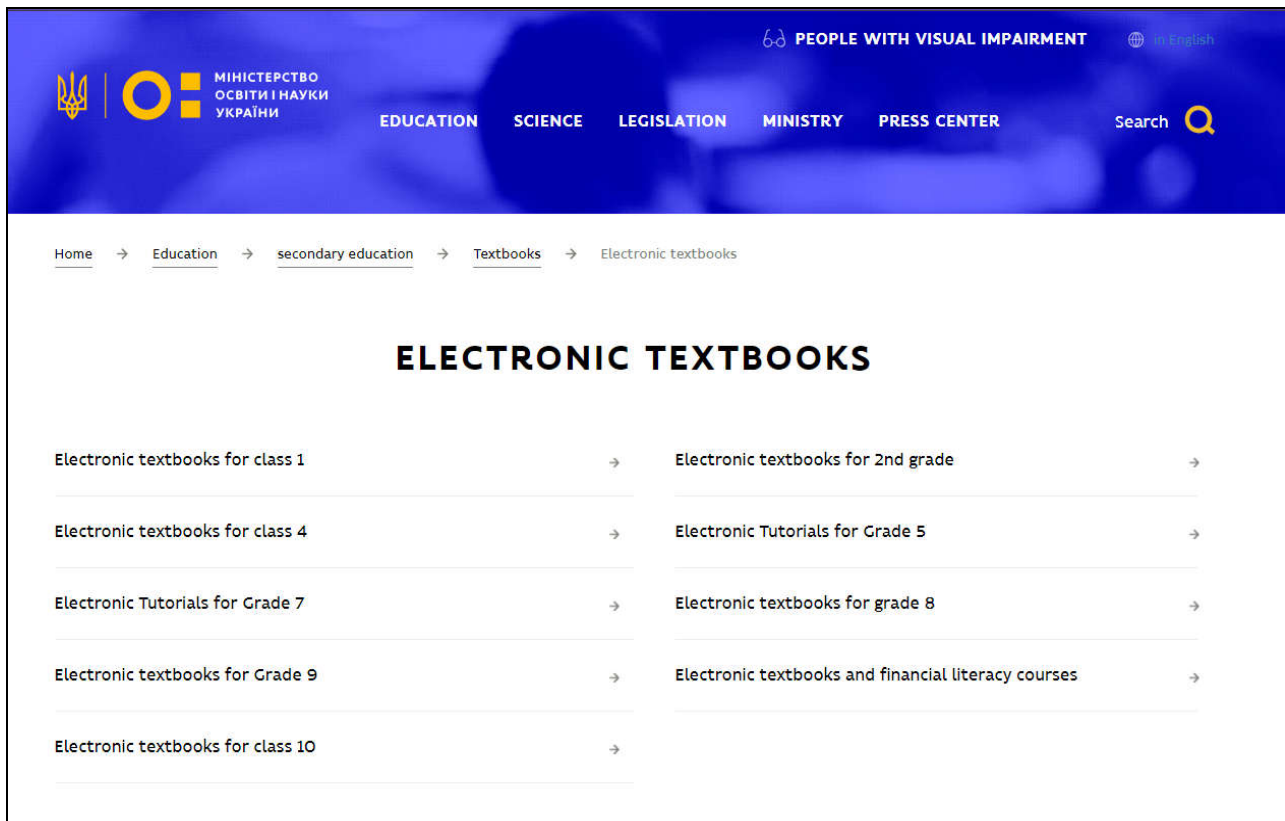 PEOPLE WITH VISUAL IMPAIRMENT in English
МІНІСТЕРСТВО
ОСВІТИ І НАУКИ
УКРАЇНИ
EDUCATION SCIENCE LEGISLATION MINISTRY PRESS CENTER Search
Home → Education → secondary education → Textbooks → Electronic textbooks
ELECTRONIC TEXTBOOKS
Electronic textbooks for class 1 → Electronic textbooks for 2nd grade →
Electronic textbooks for class 4 → Electronic Tutorials for Grade 5 →
Electronic Tutorials for Grade 7 → Electronic textbooks for grade 8 →
Electronic textbooks for Grade 9 → Electronic textbooks and financial literacy courses →
Electronic textbooks for class 10 →